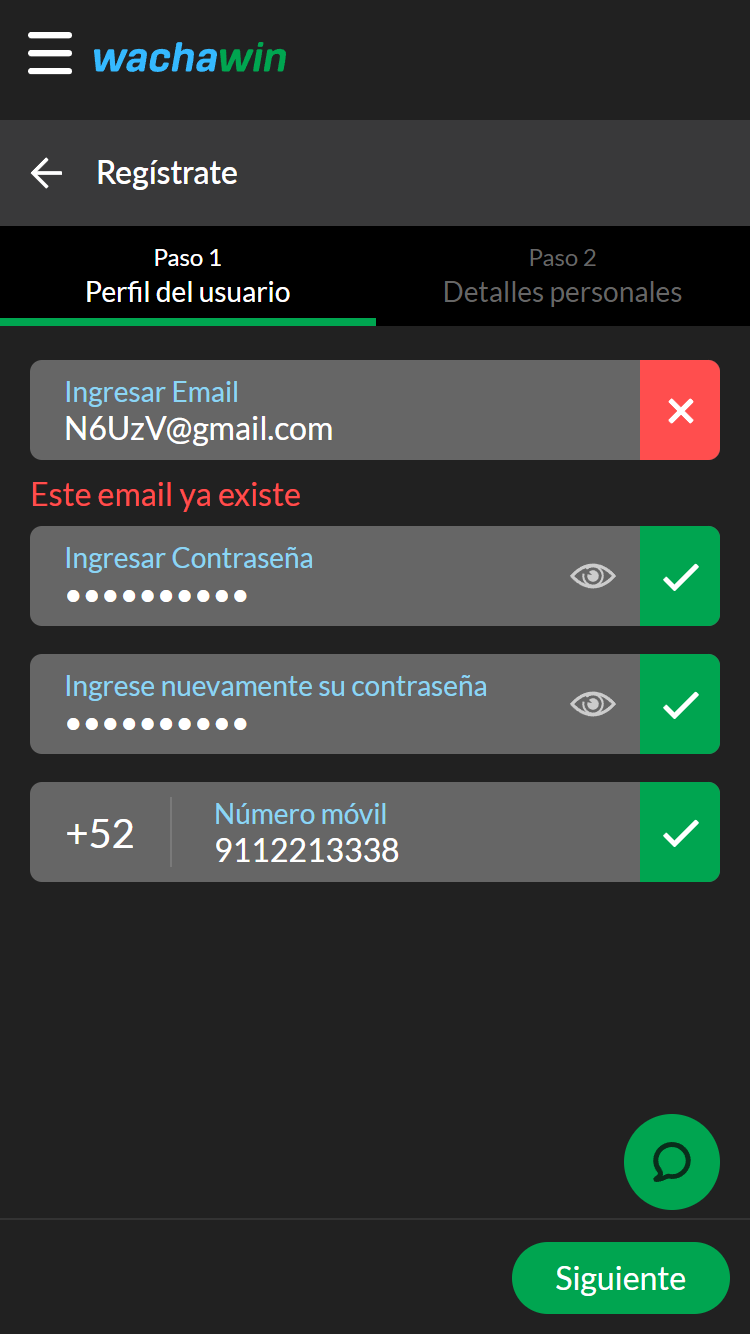 wachawin
Regístrate
Paso 1
Perfil del usuario
Paso 2
Detalles personales
Ingresar Email
N6UzV@gmail.com
Este email ya existe
Ingresar Contraseña
●●●●●●●●●●
Ingrese nuevamente su contraseña
●●●●●●●●●●
+52
Número móvil
9112213338
Siguiente